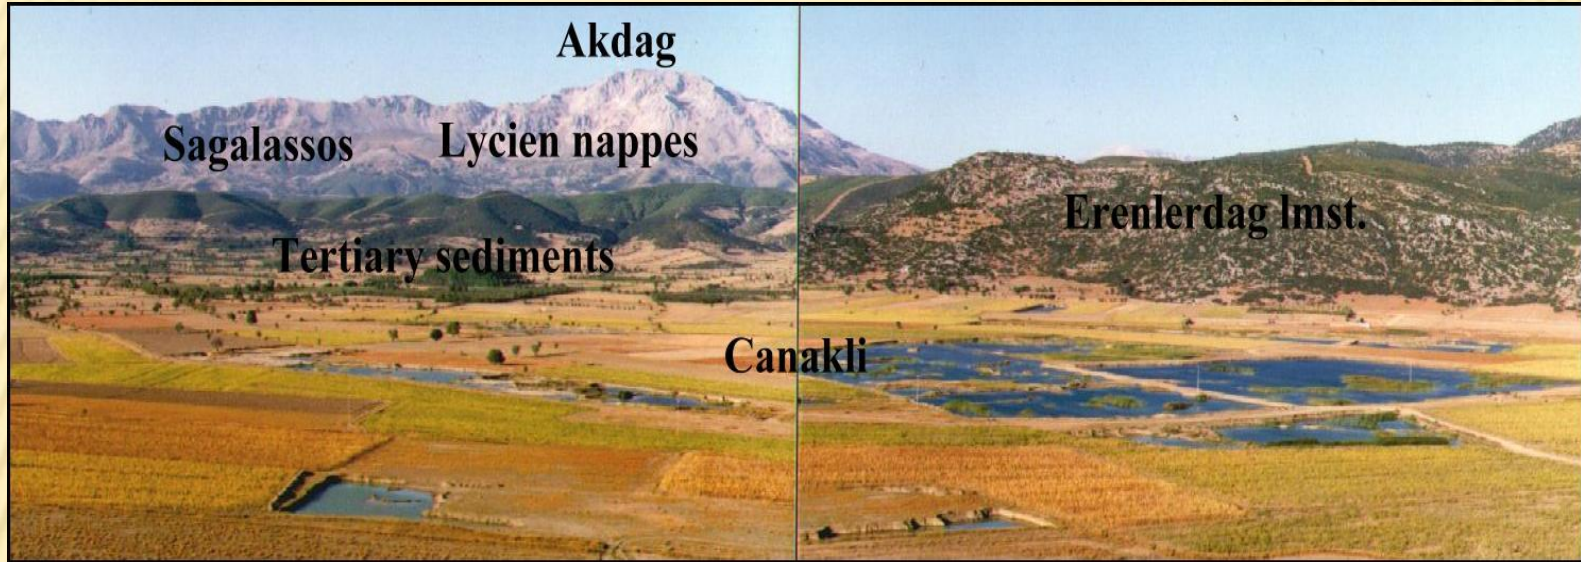 Akdag
Sagalassos
Lycien nappes
Erenlerdag lmst.
Tertiary sediments
Canakli